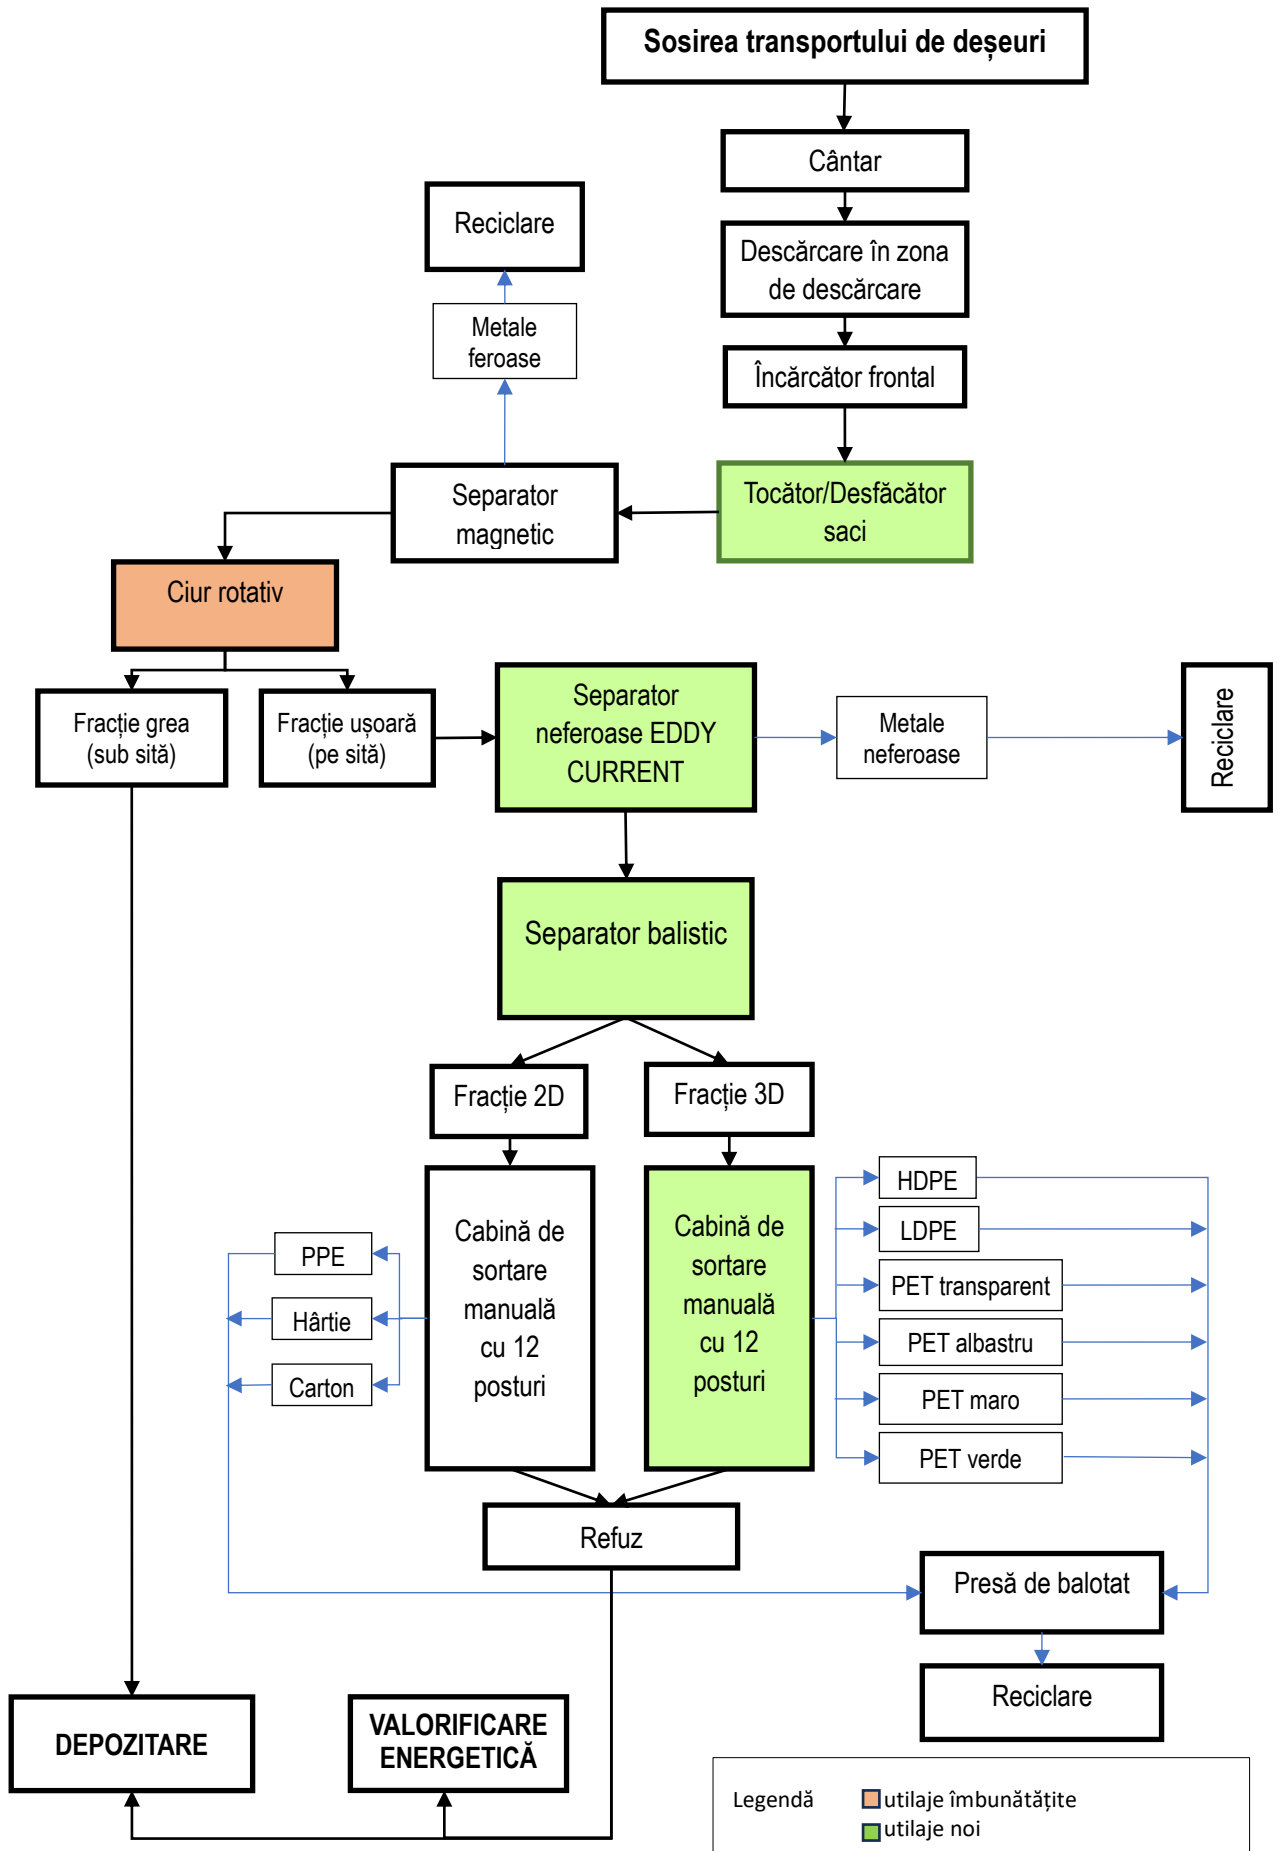 Sosirea transportului de deșeuri
Cântar
Reciclare
Descărcare în zona
de descărcare
Metale
feroase
Încărcător frontal
Separator
magnetic
Tocător/Desfăcător
saci
Ciur rotativ
Fracție grea
(sub sită)
Fracție ușoară
(pe sită)
Separator
neferoase EDDY
CURRENT
Metale
neferoase
Reciclare
Separator balistic
Fracție 2D
Fracție 3D
PPE
Hârtie
Carton
Cabină de
sortare
manuală
cu 12
posturi
Cabină de
sortare
manuală
cu 12
posturi
HDPE
LDPE
PET transparent
PET albastru
PET maro
PET verde
Refuz
Presă de balotat
Reciclare
DEPOZITARE
VALORIFICARE
ENERGETICĂ
Legendă
utilaje îmbunătățite
utilaje noi